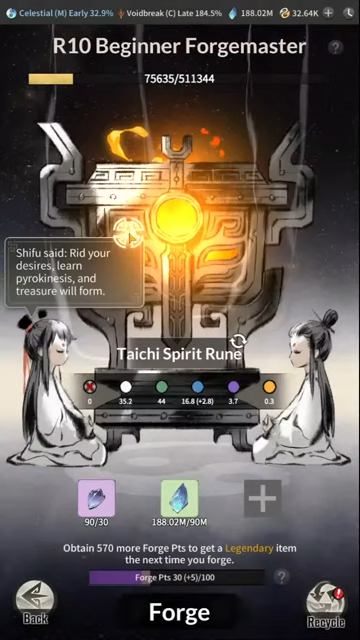 Celestial (M) Early 32.9% Voidbreak (C) Late 184.5% 188.02M 32.64K +
R10 Beginner Forgemaster ?
75635/511344
Shifu said: Rid your
desires, learn
pyrokinesis, and
treasure will form.
Taichi Spirit Rune
0 35.2 44 16.8 (+2.8) 3.7 0.3
90/30 188.02M/90M
Obtain 570 more Forge Pts to get a Legendary item
the next time you forge.
Forge Pts 30 (+5)/100 ?
Back Forge Recycle